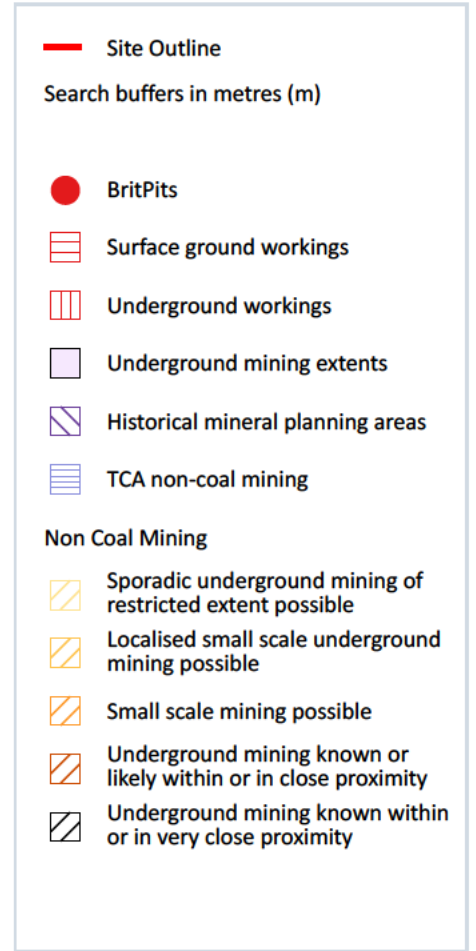 Site Outline
Search buffers in metres (m)
BritPits
Surface ground workings
Underground workings
Underground mining extents
Historical mineral planning areas
TCA non-coal mining
Non Coal Mining
Sporadic underground mining of
restricted extent possible
Localised small scale underground
mining possible
Small scale mining possible
Underground mining known or
likely within or in close proximity
Underground mining known within
or in very close proximity